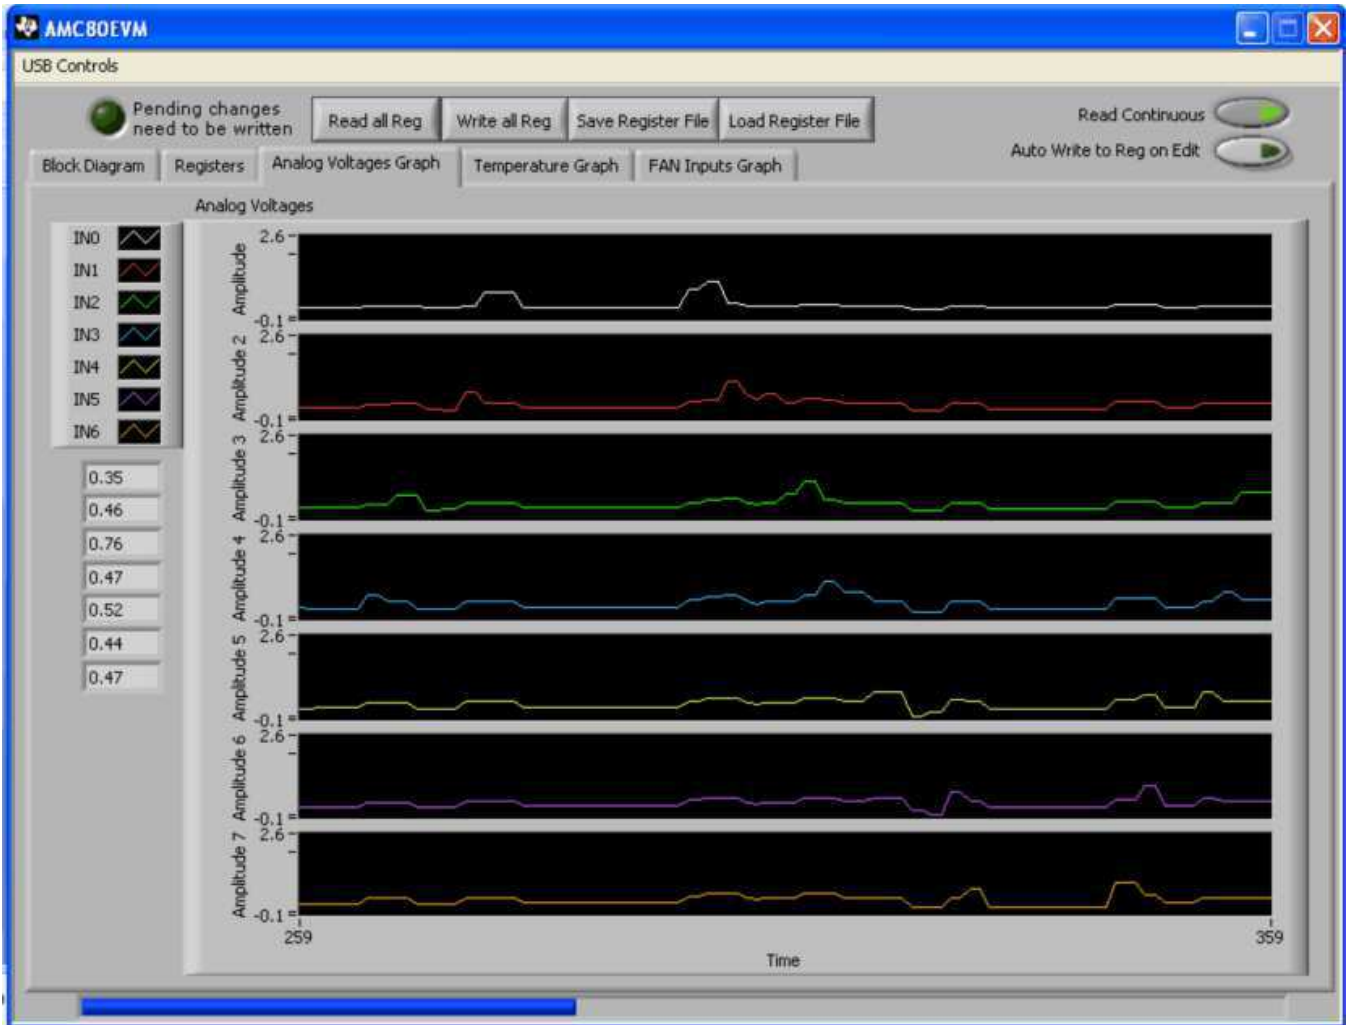 AMC80EVM
USB Controls
Pending changes
need to be written
Read all Reg
Write all Reg
Save Register File
Load Register File
Read Continuous
Auto Write to Reg on Edit
Block Diagram
Registers
Analog Voltages Graph
Temperature Graph
FAN Inputs Graph
Analog Voltages
IN0
IN1
IN2
IN3
IN4
IN5
IN6
0.35
0.46
0.76
0.47
0.52
0.44
0.47
2.6
Amplitude
-0.1
2.6
Amplitude 2
-0.1
2.6
Amplitude 3
-0.1
2.6
Amplitude 4
-0.1
2.6
Amplitude 5
-0.1
2.6
Amplitude 6
-0.1
2.6
Amplitude 7
-0.1
259
359
Time